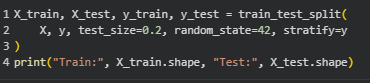 1 X_train, X_test, y_train, y_test = train_test_split(
2     X, y, test_size=0.2, random_state=42, stratify=y
3 )
4 print("Train:", X_train.shape, "Test:", X_test.shape)